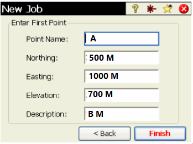 New Job
Enter First Point
Point Name: A
Northing: 500 M
Easting: 1000 M
Elevation: 700 M
Description: B M
< Back Finish